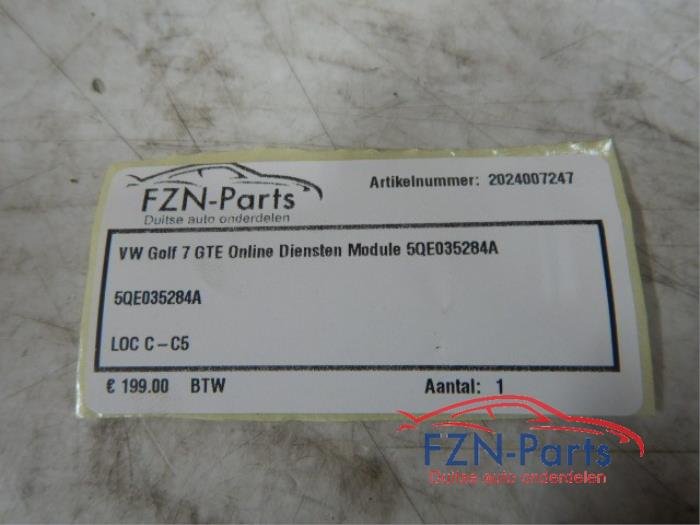 FZN-Parts
Duitse auto onderdelen
Artikelnummer: 2024007247
VW Golf 7 GTE Online Diensten Module 5QE035284A
5QE035284A
LOC C-C5
€ 199.00 BTW Aantal: 1
FZN-Parts
Duitse auto onderdelen